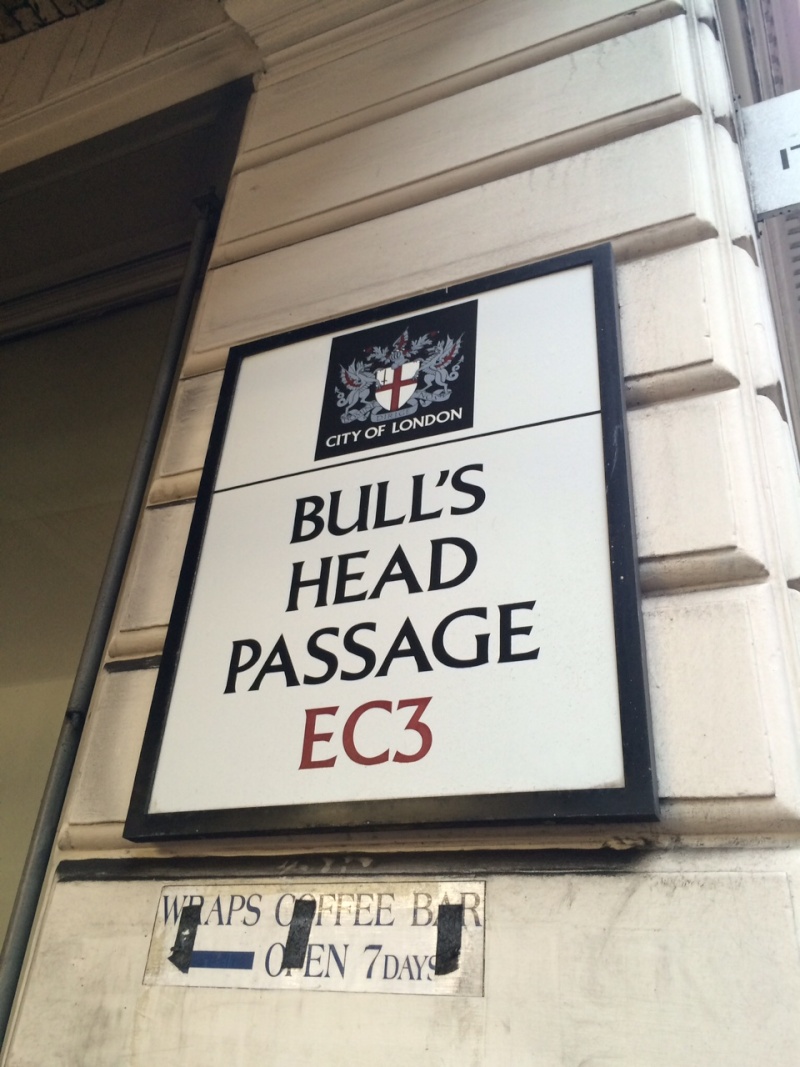 CITY OF LONDON
BULL'S
HEAD
PASSAGE
EC3
WRAPS COFFEE BAR
OPEN 7DAYS